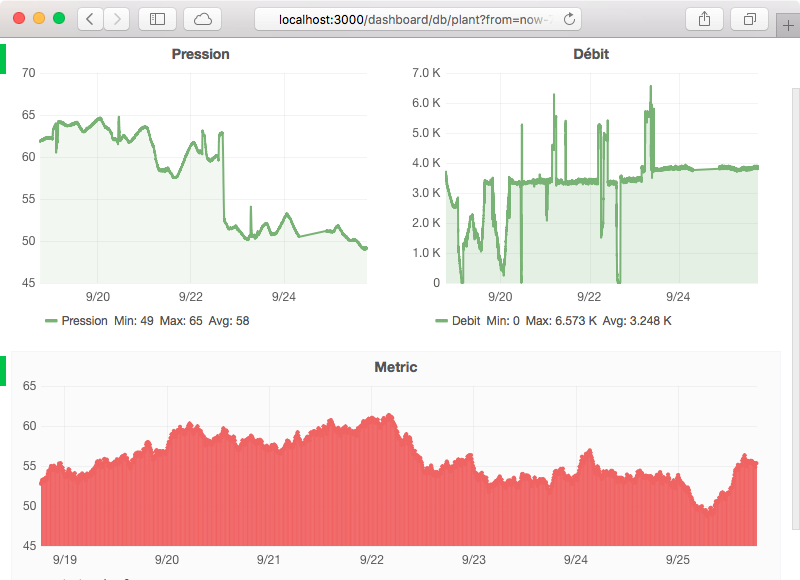 localhost:3000/dashboard/db/plant?from=now-
Pression
Débit
70
65
60
55
50
45
9/20 9/22 9/24
7.0 K
6.0 K
5.0 K
4.0 K
3.0 K
2.0 K
1.0 K
0
9/20 9/22 9/24
Pression Min: 49 Max: 65 Avg: 58
Debit Min: 0 Max: 6.573 K Avg: 3.248 K
Metric
65
60
55
50
45
9/19 9/20 9/21 9/22 9/23 9/24 9/25